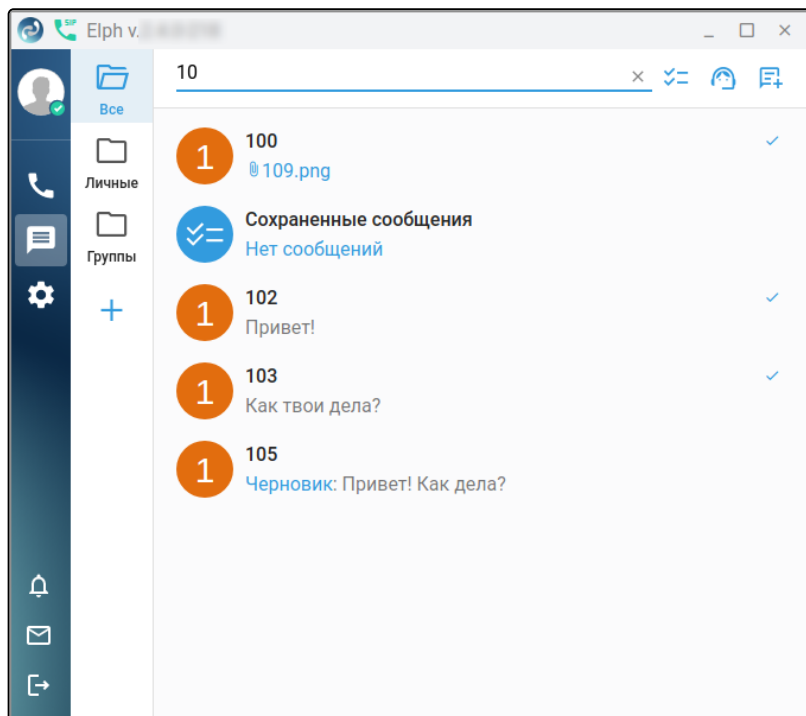 SIP
Elph v.
10
Все
Личные
Группы
1
100
109.png
Сохраненные сообщения
Нет сообщений
1
102
Привет!
1
103
Как твои дела?
1
105
Черновик: Привет! Как дела?